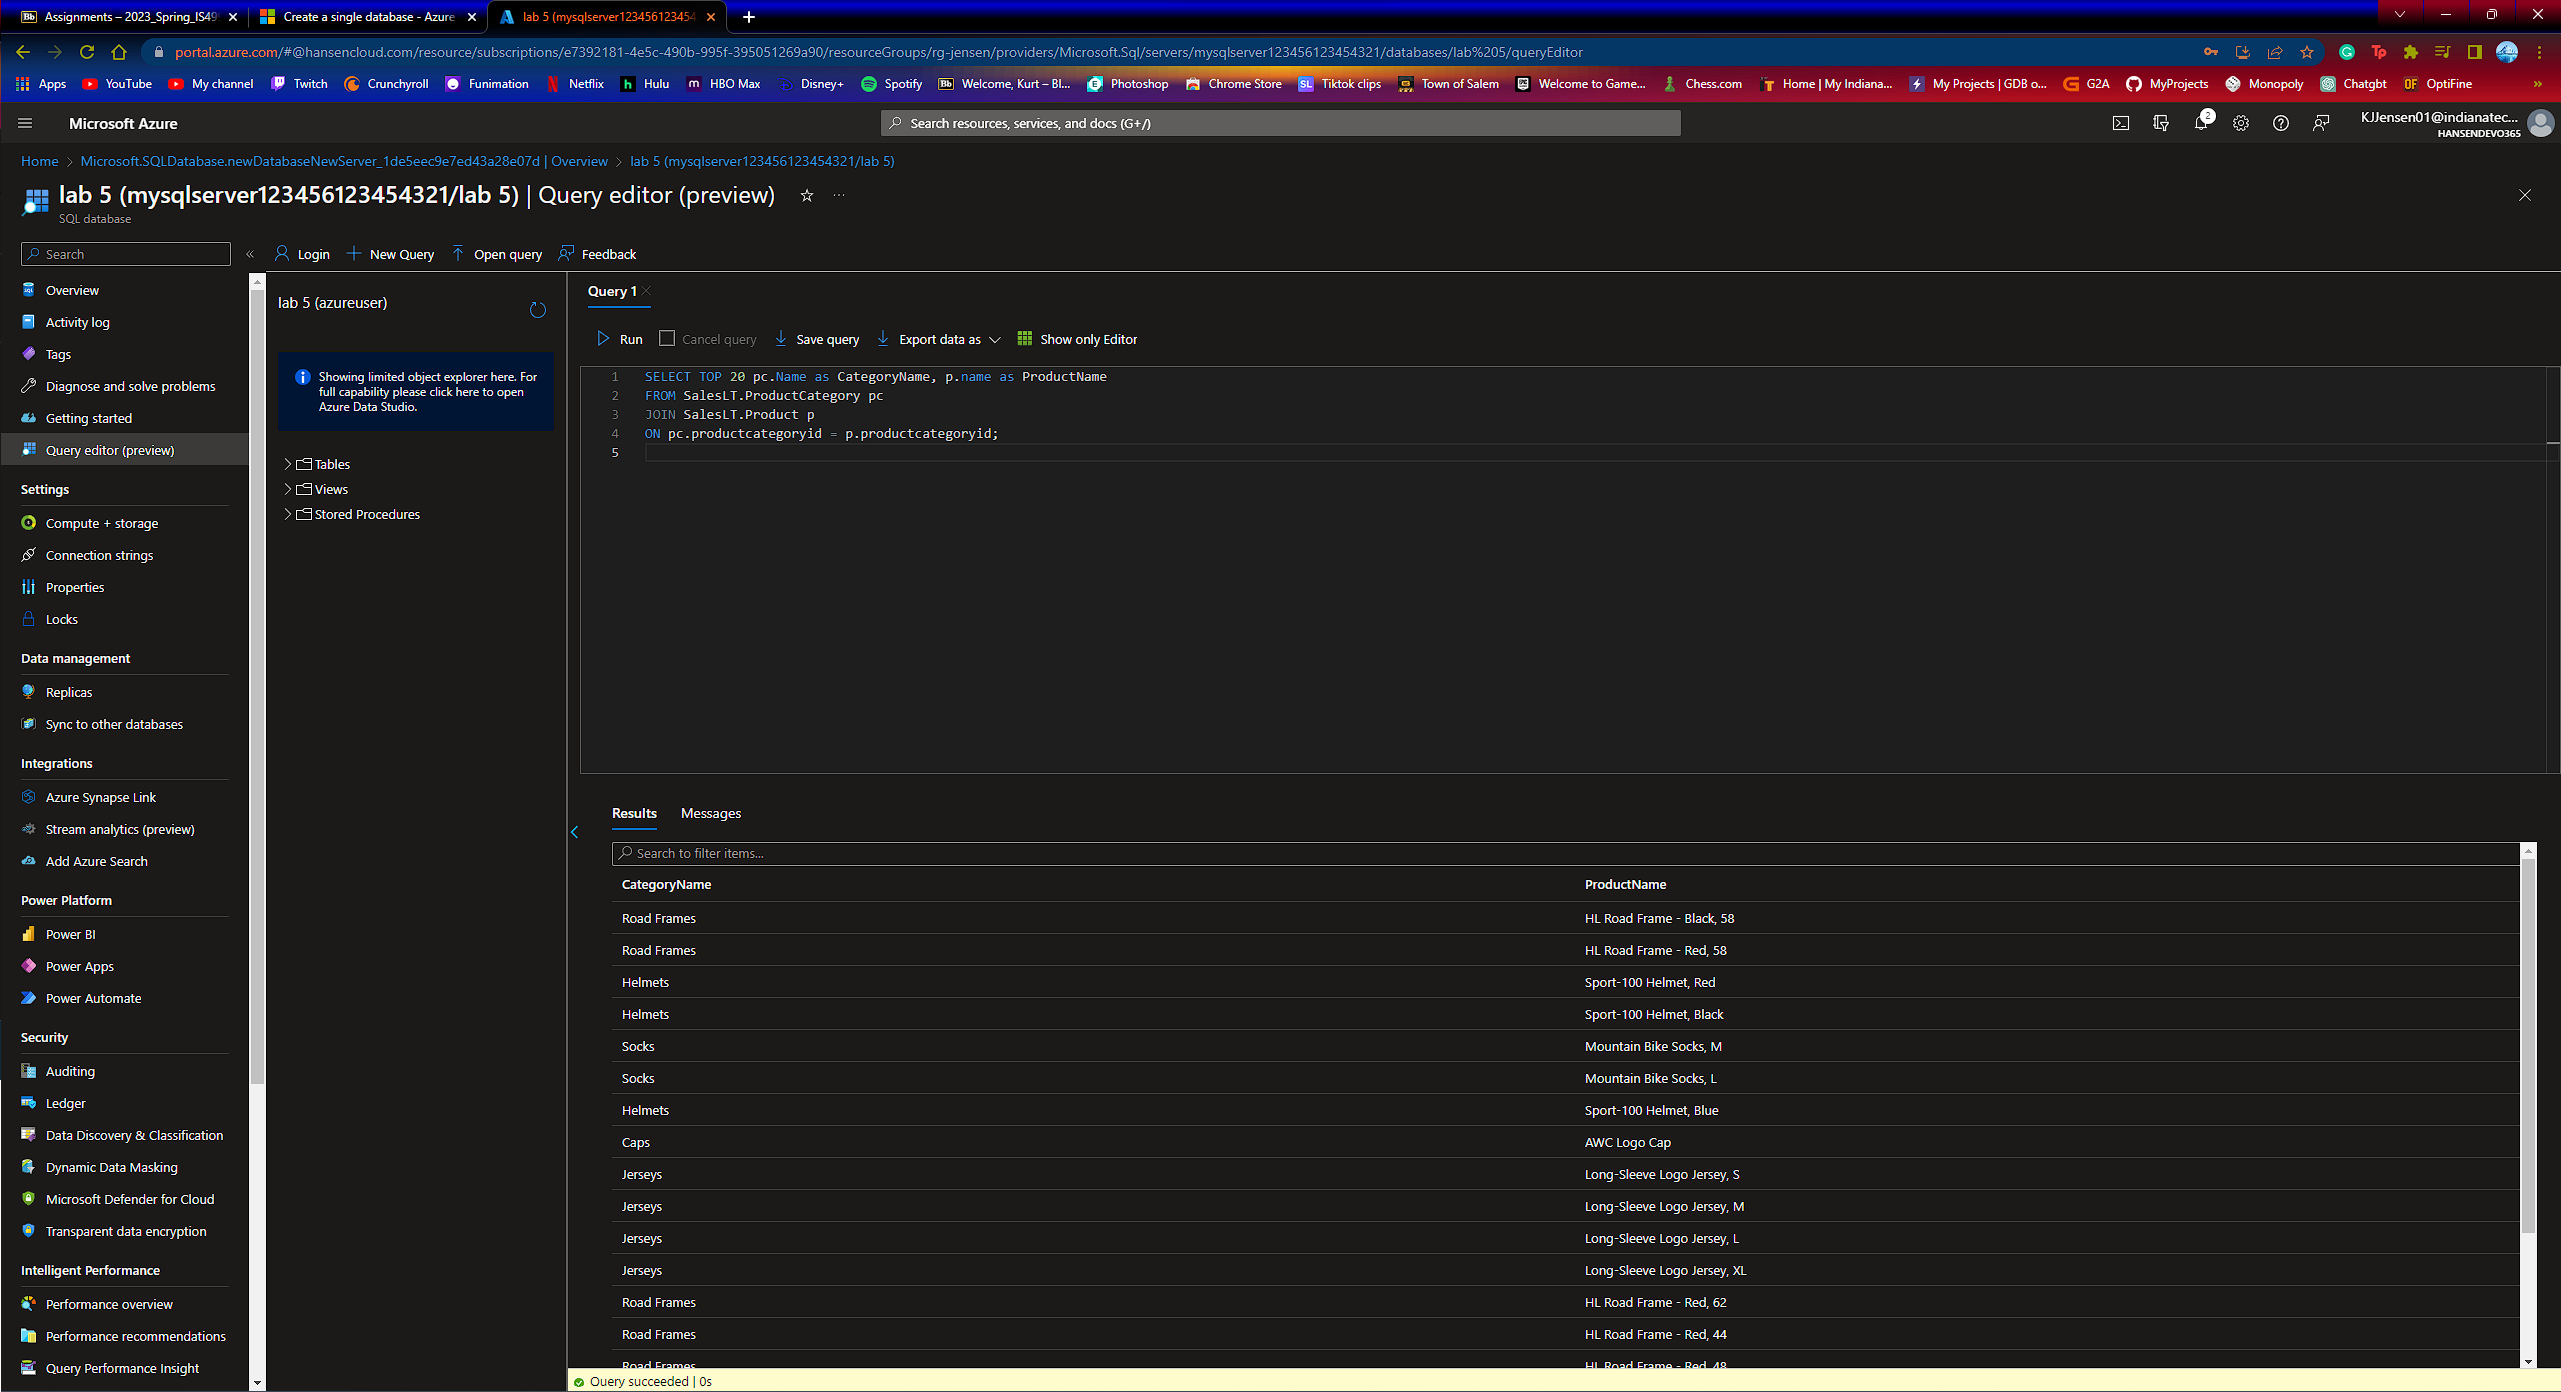 Assignments – 2023_Spring_IS49
Create a single database - Azure
lab 5 (mysqlserver12345612345
portal.azure.com/#@hansencloud.com/resource/subscriptions/e7392181-4e5c-490b-995f-395051269a90/resourceGroups/rg-jensen/providers/Microsoft.Sql/servers/mysqlserver123456123454321/databases/lab%205/queryEditor
Apps YouTube My channel Twitch Crunchyroll Funimation Netflix Hulu HBO Max Disney+ Spotify Welcome, Kurt – Bl... Photoshop Chrome Store Tiktok clips Town of Salem Welcome to Game... Chess.com Home | My Indiana... My Projects | GDB o... G2A MyProjects Monopoly Chatgbt OptiFine »
Microsoft Azure
Search resources, services, and docs (G+/)
2
KJJensen01@indianatec...
HANSENDEVO365
Home > Microsoft.SQLDatabase.newDatabaseNewServer_1de5eec9e7ed43a28e07d | Overview > lab 5 (mysqlserver123456123454321/lab 5)
lab 5 (mysqlserver123456123454321/lab 5) | Query editor (preview)
SQL database
Search
Overview
Activity log
Tags
Diagnose and solve problems
Getting started
Query editor (preview)
Settings
Compute + storage
Connection strings
Properties
Locks
Data management
Replicas
Sync to other databases
Integrations
Azure Synapse Link
Stream analytics (preview)
Add Azure Search
Power Platform
Power BI
Power Apps
Power Automate
Security
Auditing
Ledger
Data Discovery & Classification
Dynamic Data Masking
Microsoft Defender for Cloud
Transparent data encryption
Intelligent Performance
Performance overview
Performance recommendations
Query Performance Insight
Login New Query Open query Feedback
lab 5 (azureuser)
Showing limited object explorer here. For
full capability please click here to open
Azure Data Studio.
Tables
Views
Stored Procedures
Query 1
Run Cancel query Save query Export data as Show only Editor
1 SELECT TOP 20 pc.Name as CategoryName, p.name as ProductName
2 FROM SalesLT.ProductCategory pc
3 JOIN SalesLT.Product p
4 ON pc.productcategoryid = p.productcategoryid;
5
Results Messages
Search to filter items...
CategoryName ProductName
Road Frames HL Road Frame - Black, 58
Road Frames HL Road Frame - Red, 58
Helmets Sport-100 Helmet, Red
Helmets Sport-100 Helmet, Black
Socks Mountain Bike Socks, M
Socks Mountain Bike Socks, L
Helmets Sport-100 Helmet, Blue
Caps AWC Logo Cap
Jerseys Long-Sleeve Logo Jersey, S
Jerseys Long-Sleeve Logo Jersey, M
Jerseys Long-Sleeve Logo Jersey, L
Jerseys Long-Sleeve Logo Jersey, XL
Road Frames HL Road Frame - Red, 62
Road Frames HL Road Frame - Red, 44
Road Frames HL Road Frame - Red, 48
Query succeeded | 0s